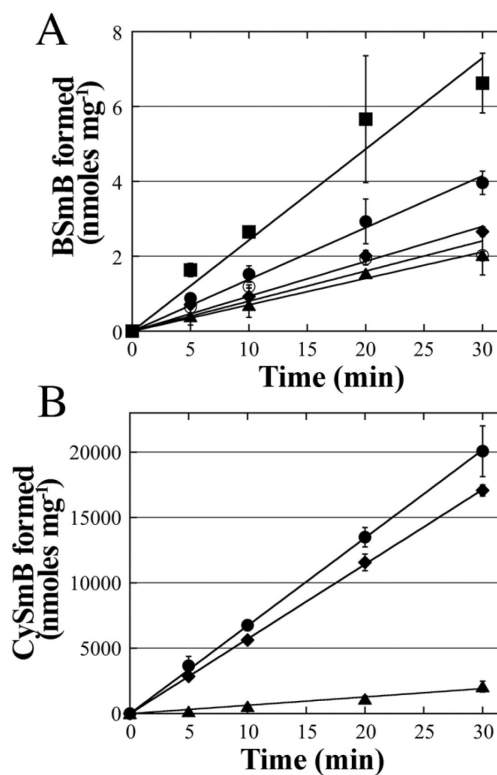 A
BSmB formed
(nmoles mg⁻¹)
8
6
4
2
0
0 5 10 15 20 25 30
Time (min)
B
CySmB formed
(nmoles mg⁻¹)
20000
15000
10000
5000
0
0 5 10 15 20 25 30
Time (min)